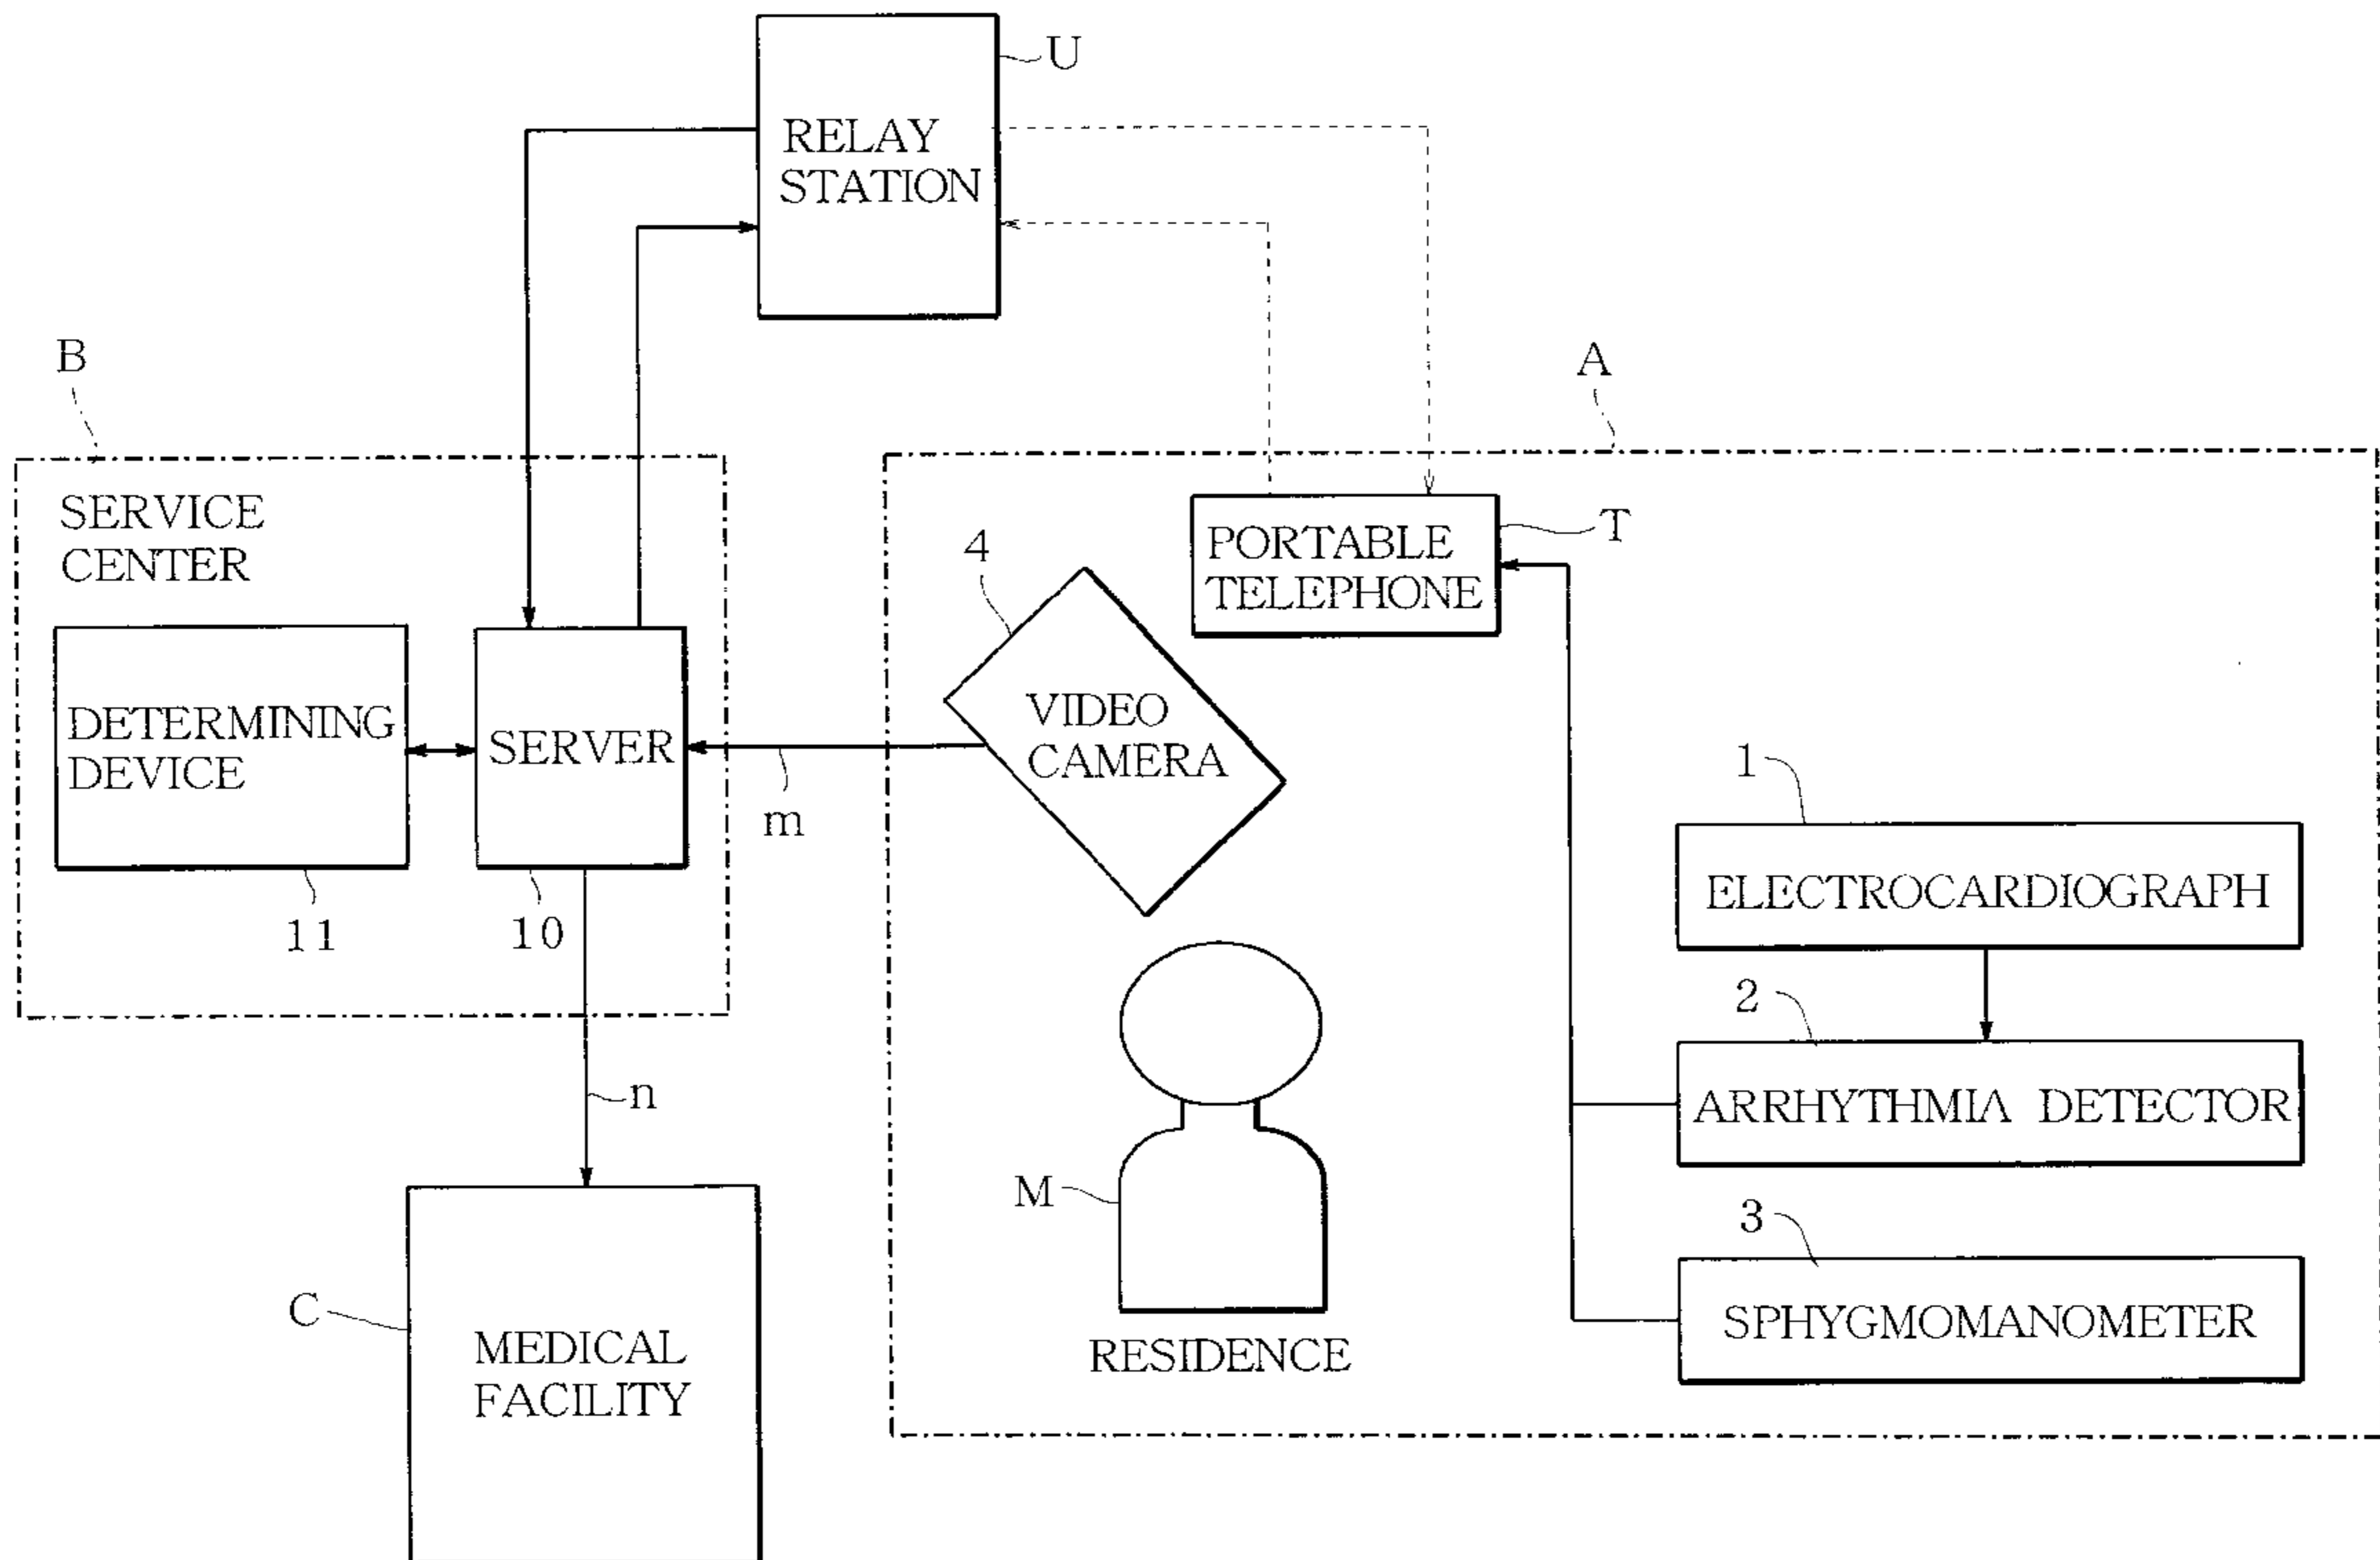 U
RELAY
STATION
B
A
SERVICE
CENTER
PORTABLE
TELEPHONE
T
4
DETERMINING
DEVICE
SERVER
VIDEO
CAMERA
m
1
ELECTROCARDIOGRAPH
11
10
2
ARRHYTHMIA DETECTOR
n
M
3
SPHYGMOMANOMETER
C
MEDICAL
FACILITY
RESIDENCE